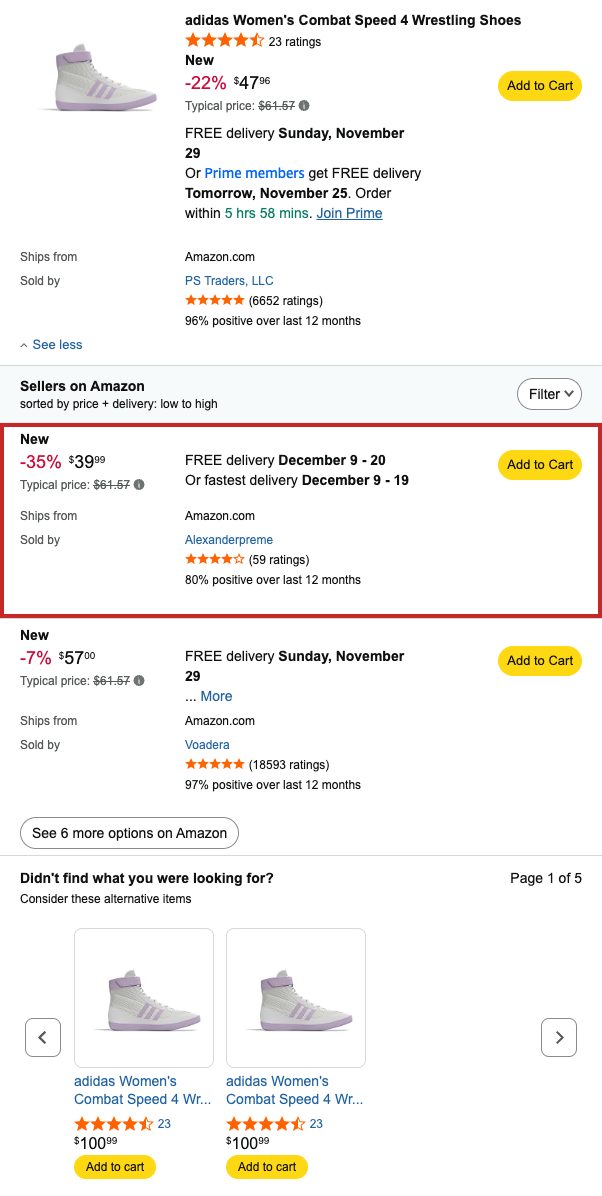 adidas Women's Combat Speed 4 Wrestling Shoes
23 ratings
New
-22% $47.96
Add to Cart
Typical price: $61.57
FREE delivery Sunday, November
29
Or Prime members get FREE delivery
Tomorrow, November 25. Order
within 5 hrs 58 mins. Join Prime
Ships from
Amazon.com
Sold by
PS Traders, LLC
(6652 ratings)
96% positive over last 12 months
See less
Sellers on Amazon
sorted by price + delivery: low to high
Filter
New
-35% $39.99
Typical price: $61.57
FREE delivery December 9 - 20
Or fastest delivery December 9 - 19
Add to Cart
Ships from
Amazon.com
Sold by
Alexanderpreme
(59 ratings)
80% positive over last 12 months
New
-7% $57.00
Typical price: $61.57
FREE delivery Sunday, November
29
... More
Add to Cart
Ships from
Amazon.com
Sold by
Voadera
(18593 ratings)
97% positive over last 12 months
See 6 more options on Amazon
Didn't find what you were looking for?
Page 1 of 5
Consider these alternative items
adidas Women's
Combat Speed 4 Wr...
23
$100.99
Add to cart
adidas Women's
Combat Speed 4 Wr...
23
$100.99
Add to cart